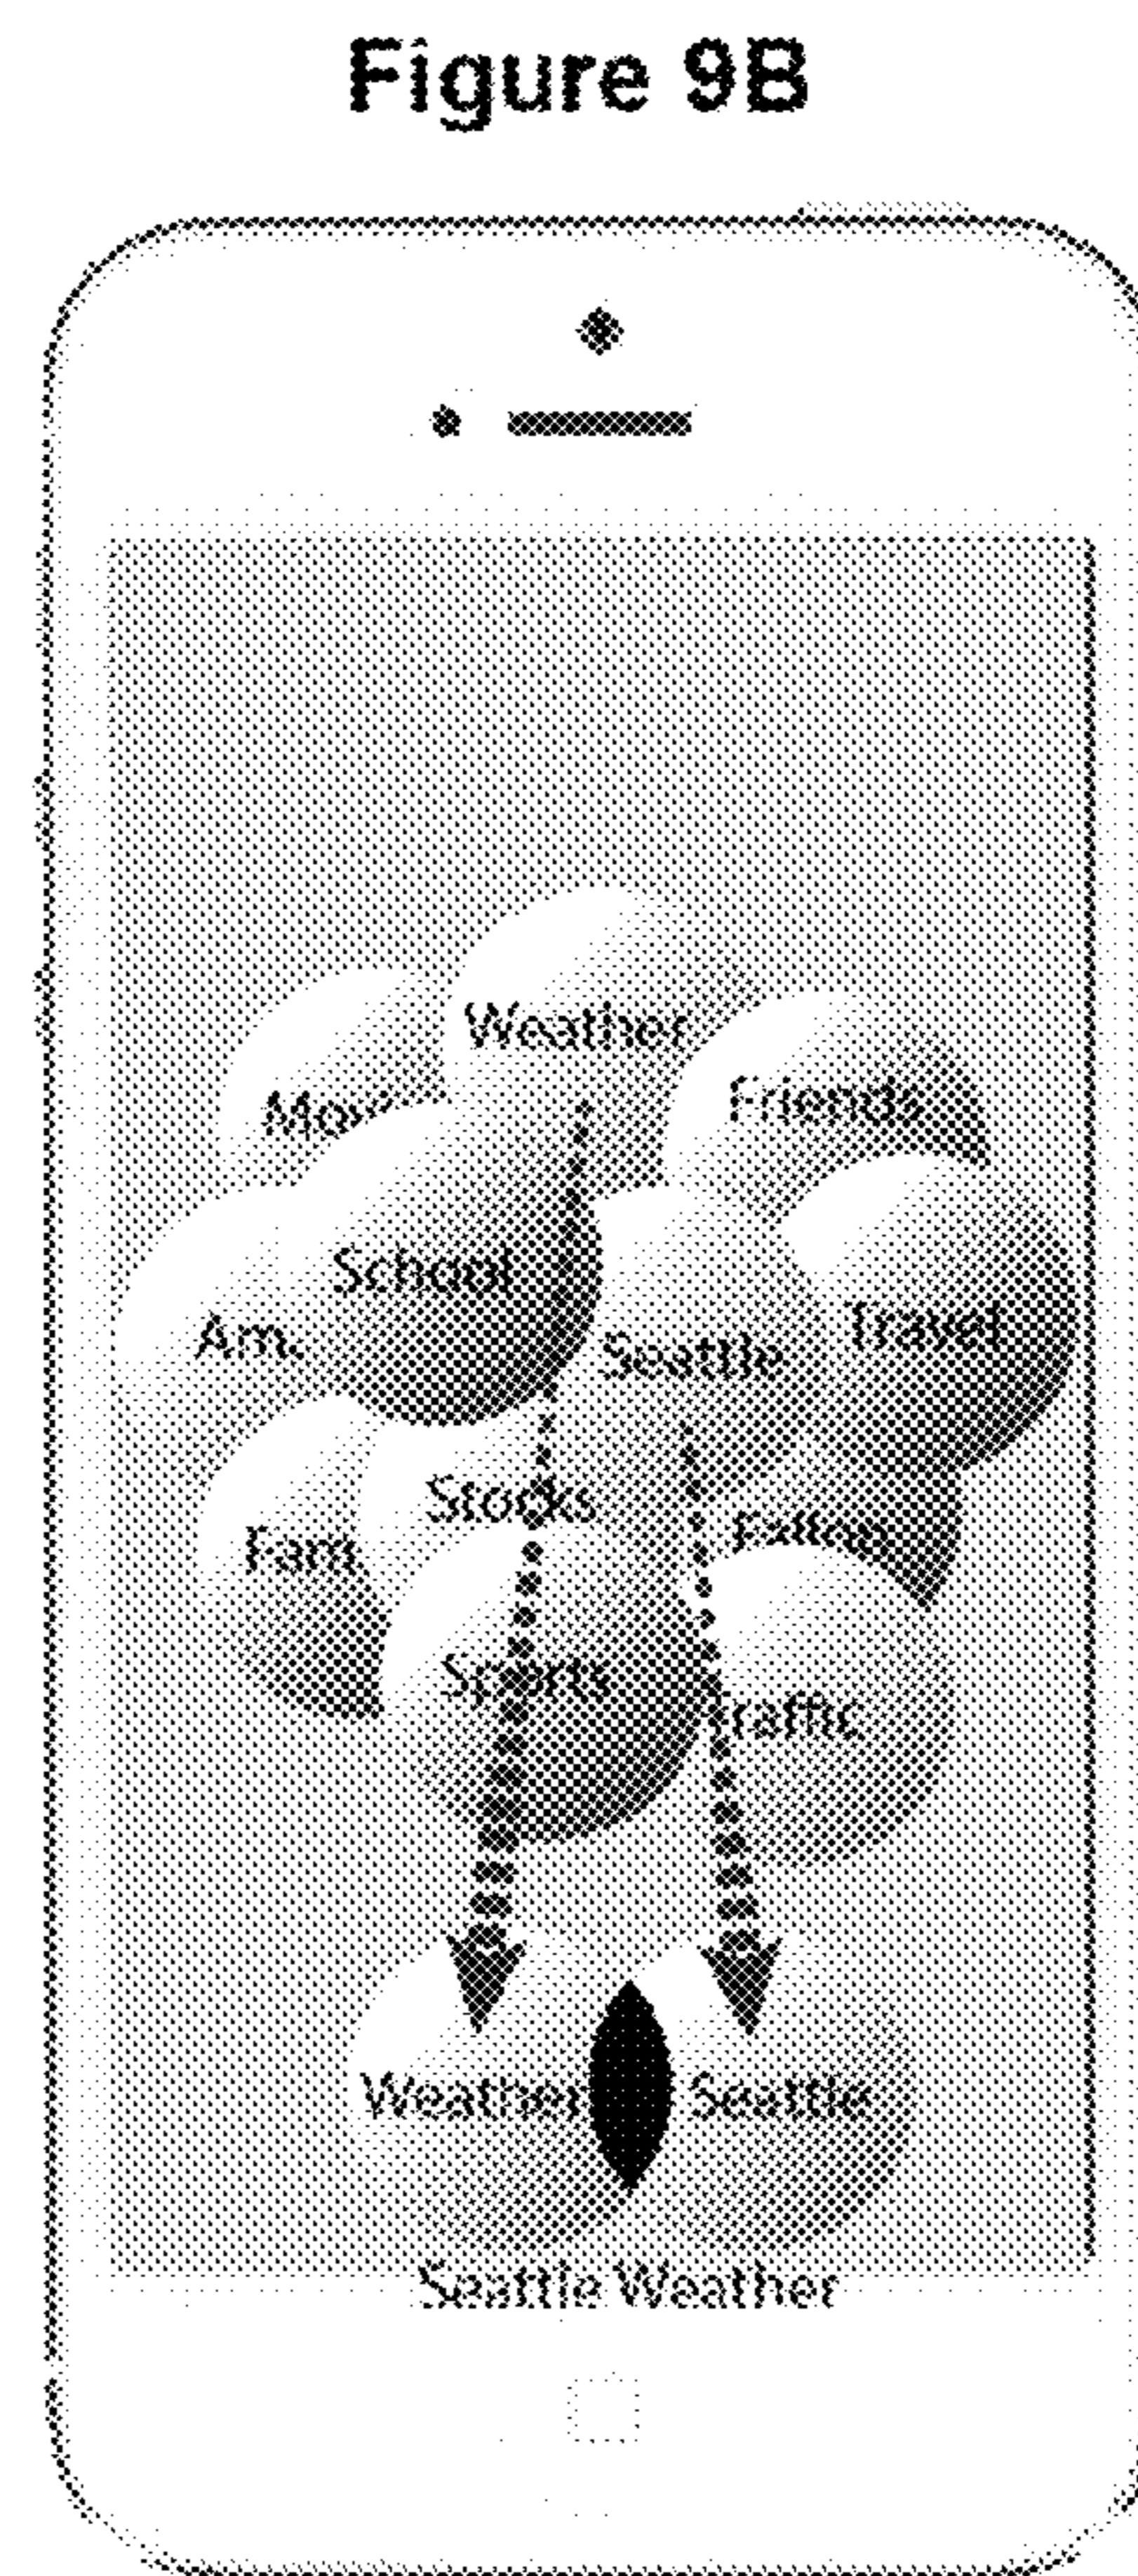 Figure 9B
Weather
Friends
School
Am.
Travel
Seattle
Stocks
Fam
Sports
Weather
Seattle
Seattle Weather